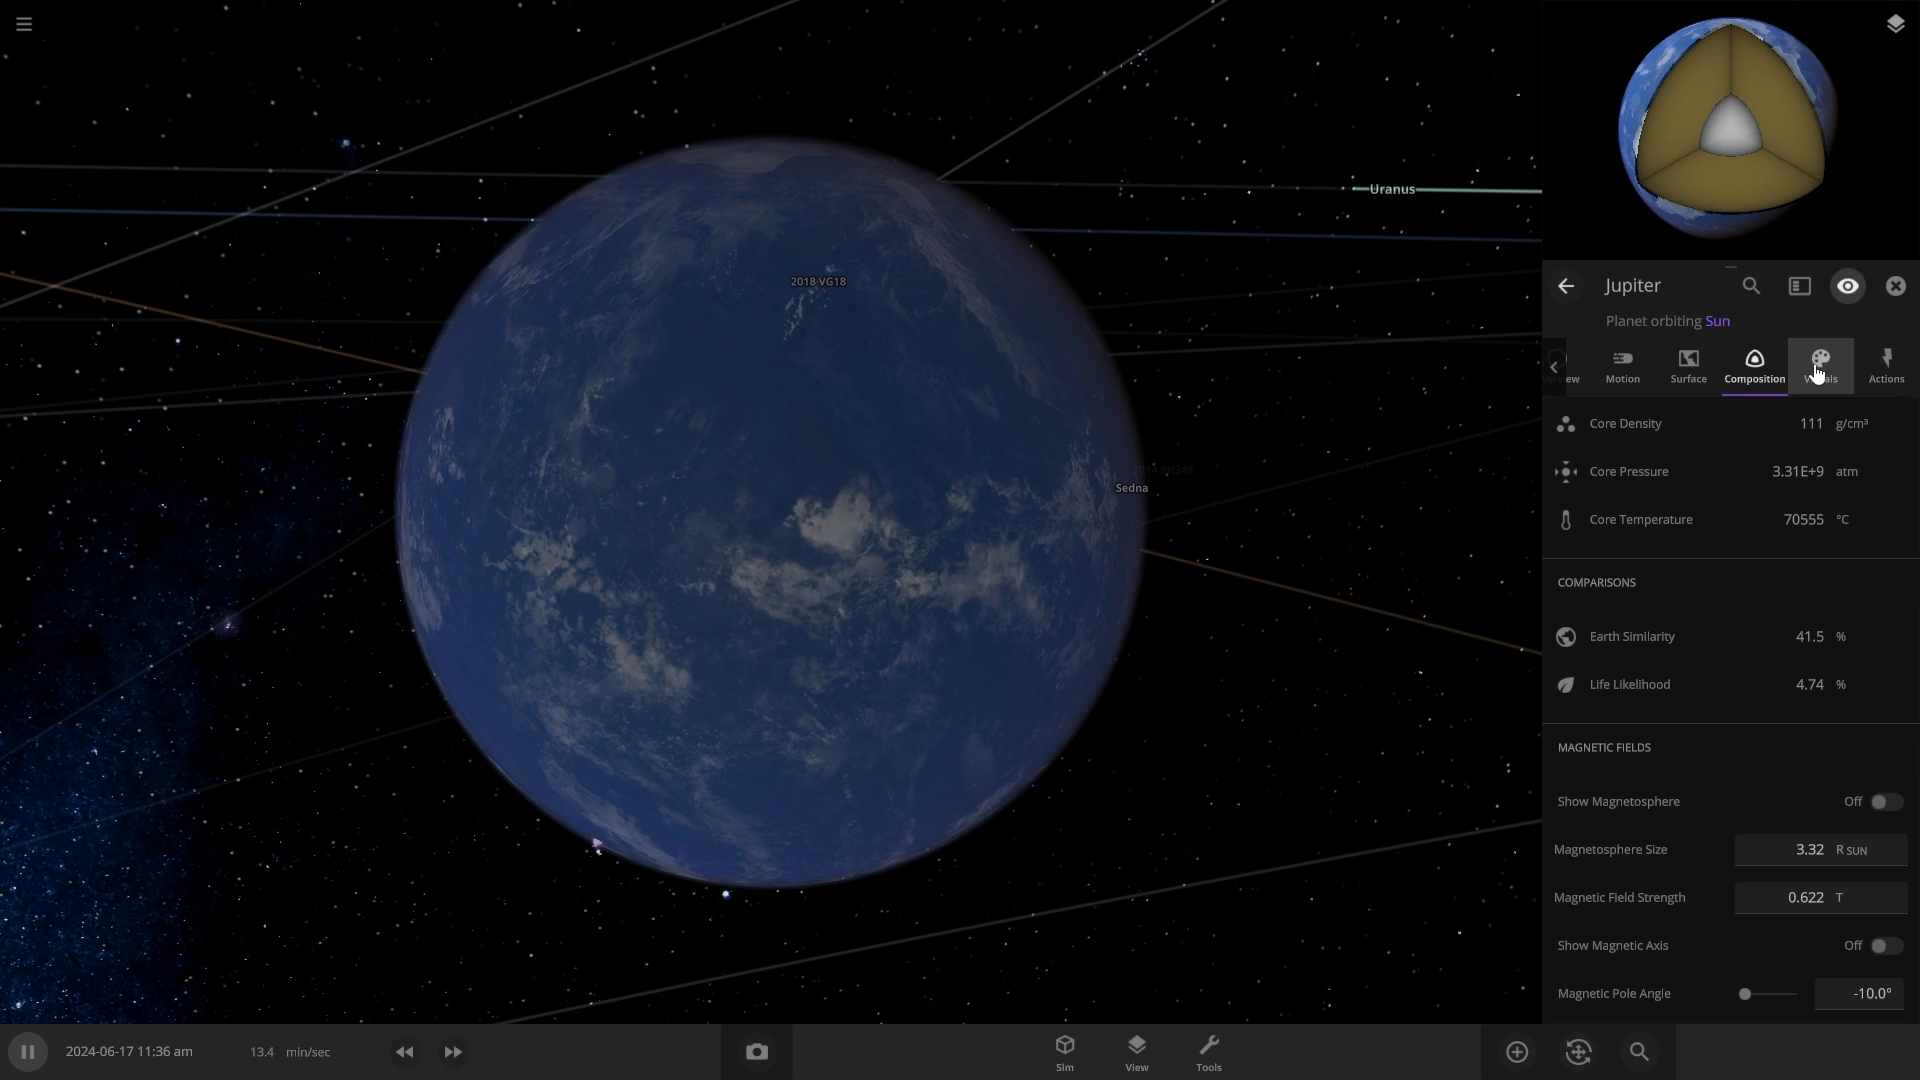 Uranus
2018 VG18
Sedna
Jupiter
Planet orbiting Sun
Motion
Surface
Composition
Actions
Core Density 111 g/cm³
Core Pressure 3.31E+9 atm
Core Temperature 70555 °C
COMPARISONS
Earth Similarity 41.5 %
Life Likelihood 4.74 %
MAGNETIC FIELDS
Show Magnetosphere Off
Magnetosphere Size 3.32 R SUN
Magnetic Field Strength 0.622 T
Show Magnetic Axis Off
Magnetic Pole Angle -10.0°
2024-06-17 11:36 am 13.4 min/sec
Sim
View
Tools